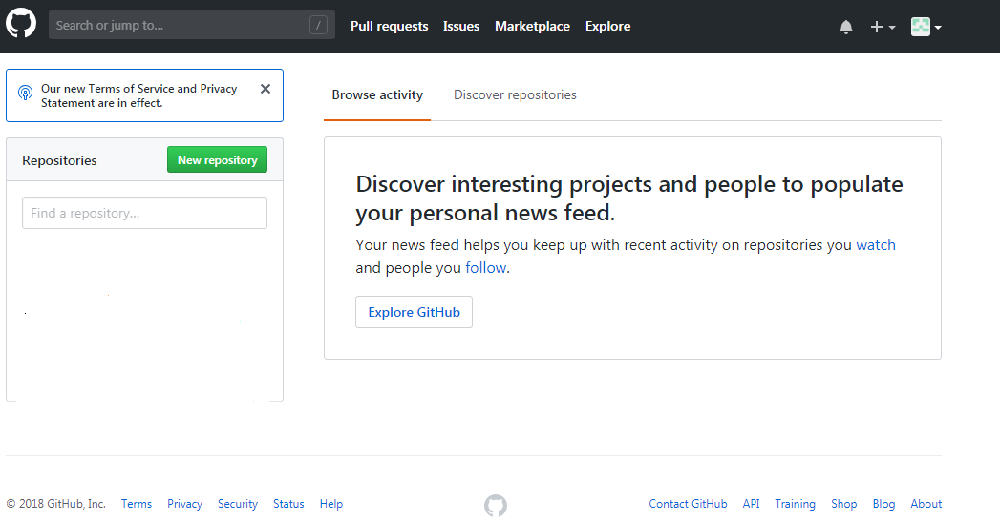 Search or jump to... /
Pull requests
Issues
Marketplace
Explore
Our new Terms of Service and Privacy
Statement are in effect.
Repositories
New repository
Find a repository...
Browse activity
Discover repositories
Discover interesting projects and people to populate
your personal news feed.
Your news feed helps you keep up with recent activity on repositories you watch
and people you follow.
Explore GitHub
© 2018 GitHub, Inc.
Terms
Privacy
Security
Status
Help
Contact GitHub
API
Training
Shop
Blog
About